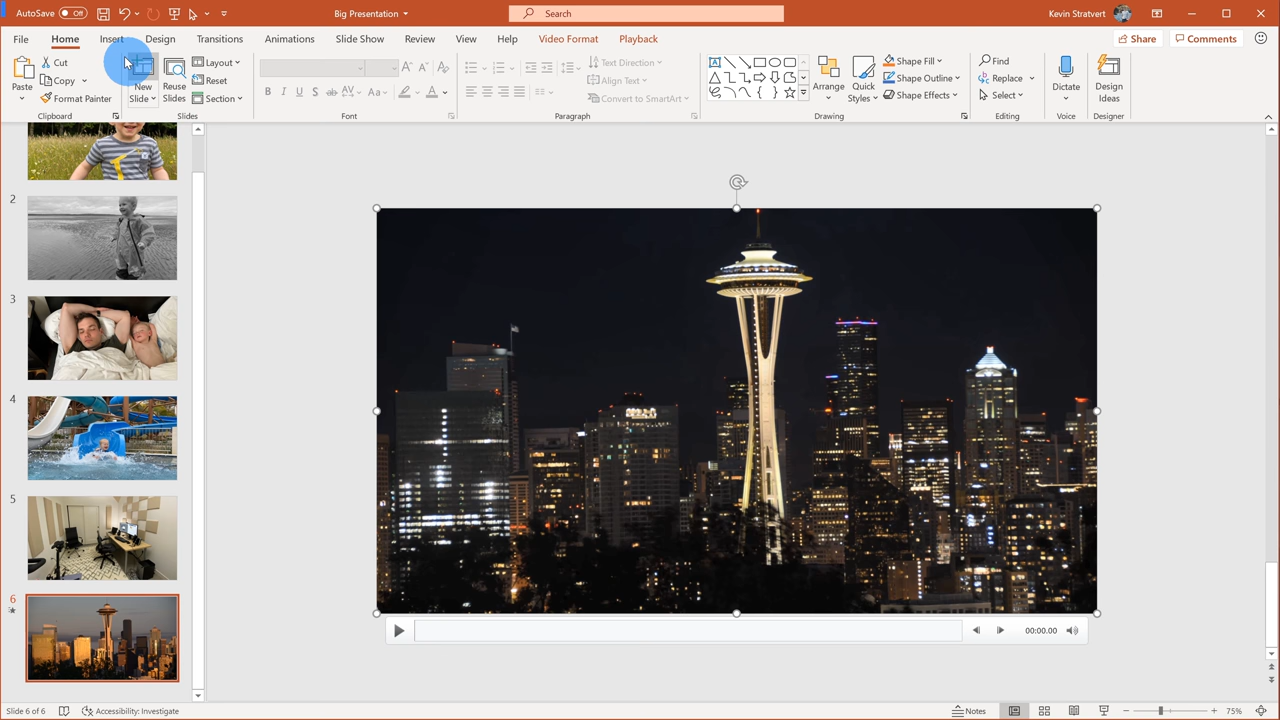 AutoSave Off Big Presentation Search Kevin Stratvert
File Home Insert Design Transitions Animations Slide Show Review View Help Video Format Playback Share Comments
Paste Cut Copy Format Painter New Slide Reuse Slides Layout Reset Section
B I U S ab AV Aa A
Text Direction Align Text Convert to SmartArt
Arrange Quick Styles Shape Fill Shape Outline Shape Effects
Find Replace Select
Dictate Design Ideas
Clipboard Slides Font Paragraph Drawing Editing Voice Designer
2
3
4
5
6
00:00.00
Slide 6 of 6 Accessibility: Investigate Notes 75%